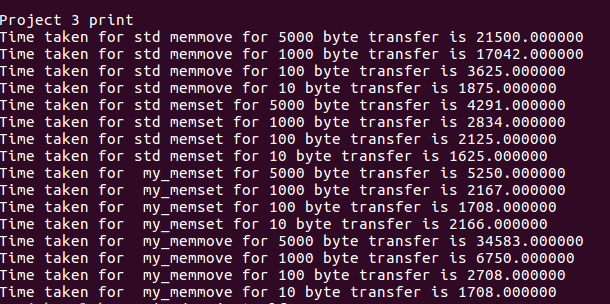 Project 3 print
Time taken for std memmove for 5000 byte transfer is 21500.000000
Time taken for std memmove for 1000 byte transfer is 17042.000000
Time taken for std memmove for 100 byte transfer is 3625.000000
Time taken for std memmove for 10 byte transfer is 1875.000000
Time taken for std memset for 5000 byte transfer is 4291.000000
Time taken for std memset for 1000 byte transfer is 2834.000000
Time taken for std memset for 100 byte transfer is 2125.000000
Time taken for std memset for 10 byte transfer is 1625.000000
Time taken for  my_memset for 5000 byte transfer is 5250.000000
Time taken for  my_memset for 1000 byte transfer is 2167.000000
Time taken for  my_memset for 100 byte transfer is 1708.000000
Time taken for  my_memset for 10 byte transfer is 2166.000000
Time taken for  my_memmove for 5000 byte transfer is 34583.000000
Time taken for  my_memmove for 1000 byte transfer is 6750.000000
Time taken for  my_memmove for 100 byte transfer is 2708.000000
Time taken for  my_memmove for 10 byte transfer is 1708.000000